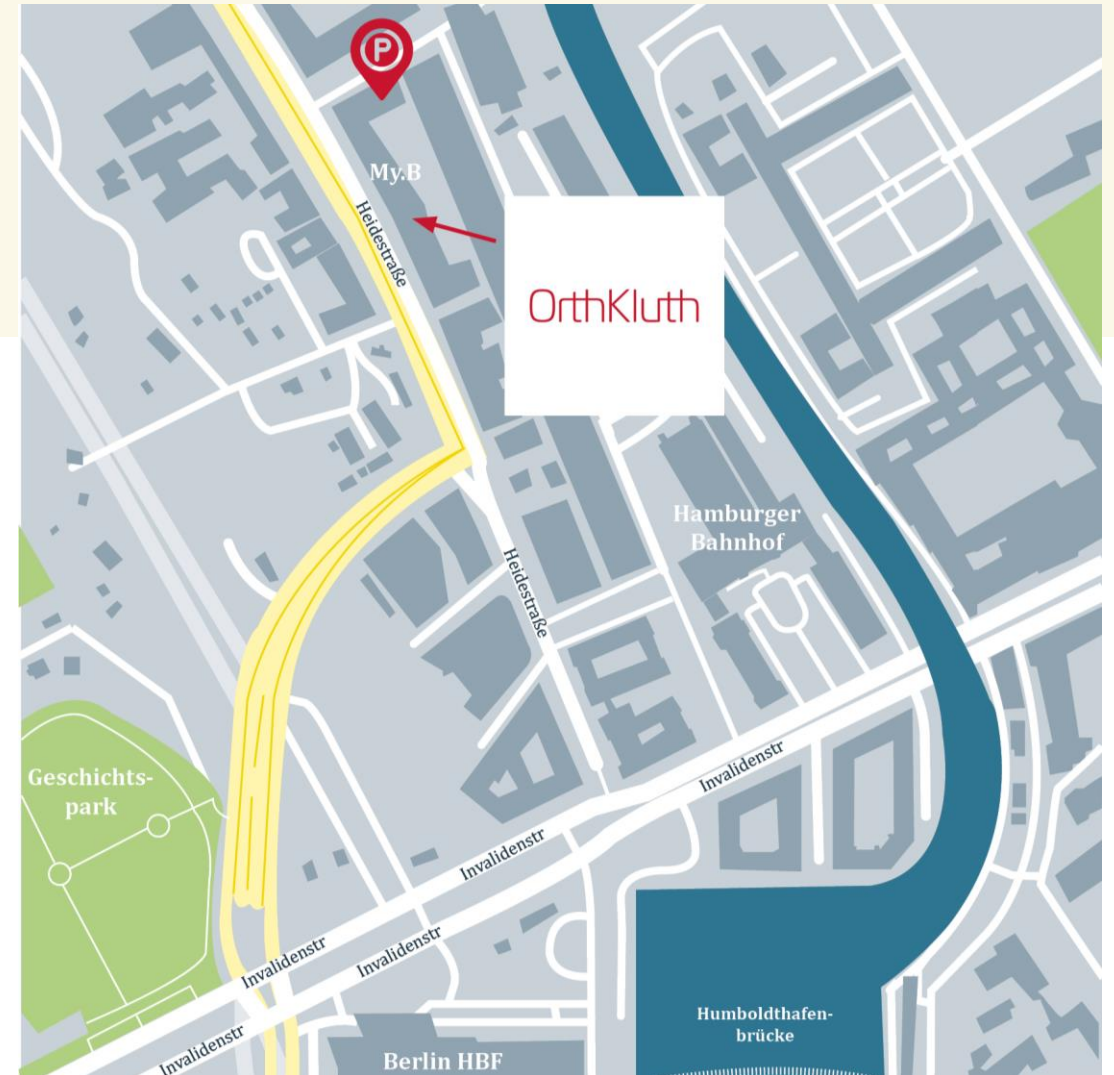 P
My.B
Heidestraße
OrthKluth
Hamburger
Bahnhof
Heidestraße
Geschichts-
park
Invalidenstr
Invalidenstr
Invalidenstr
Invalidenstr
Invalidenstr
Humboldthafen-
brücke
Berlin HBF